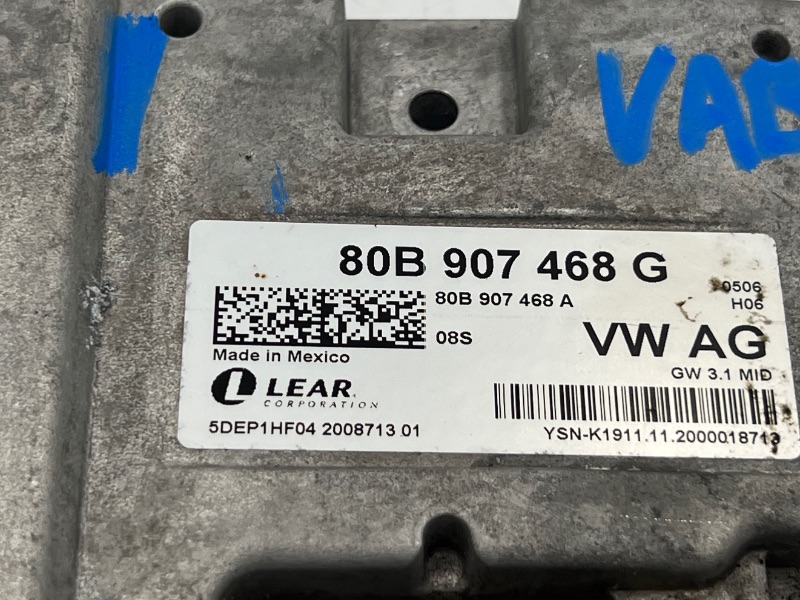 80B 907 468 G
80B 907 468 A
0506
H06
08S
VW AG
Made in Mexico
GW 3.1 MID
LEAR
CORPORATION
5DEP1HF04 2008713 01
YSN-K1911.11.2000018713